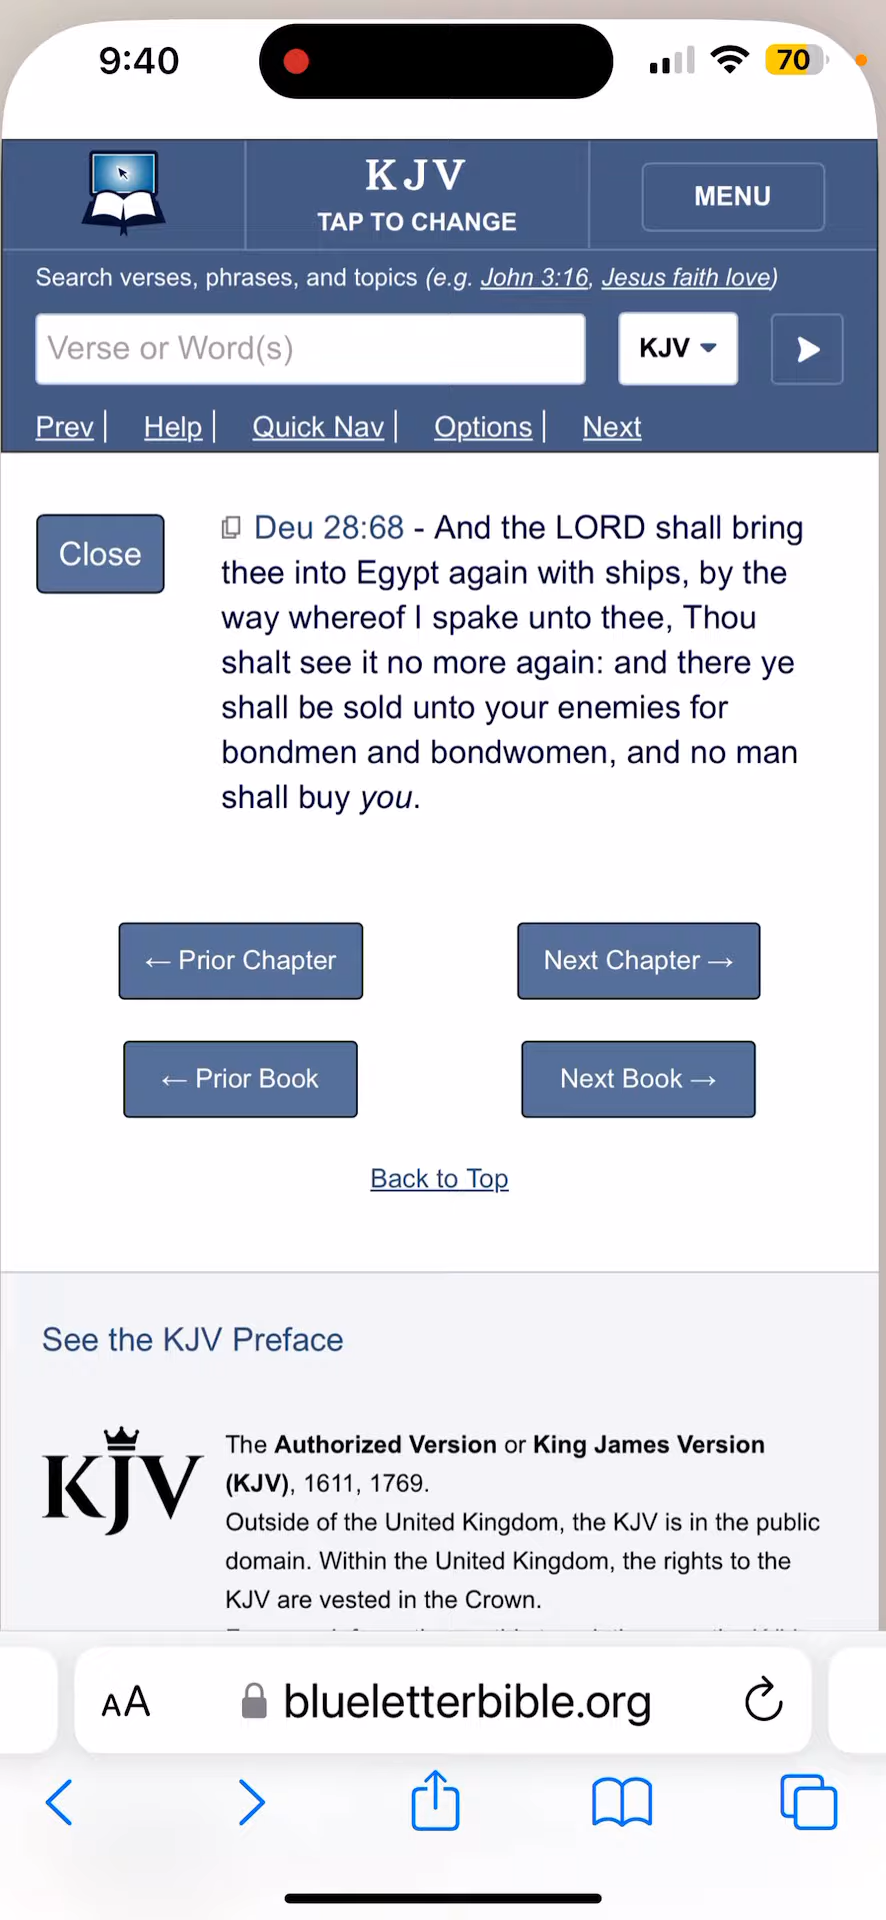 9:40
70
KJV
TAP TO CHANGE
MENU
Search verses, phrases, and topics (e.g. John 3:16, Jesus faith love)
Verse or Word(s)
KJV
Prev | Help | Quick Nav | Options | Next
Close
Deu 28:68 - And the LORD shall bring
thee into Egypt again with ships, by the
way whereof I spake unto thee, Thou
shalt see it no more again: and there ye
shall be sold unto your enemies for
bondmen and bondwomen, and no man
shall buy you.
← Prior Chapter
Next Chapter →
← Prior Book
Next Book →
Back to Top
See the KJV Preface
KJV
The Authorized Version or King James Version
(KJV), 1611, 1769.
Outside of the United Kingdom, the KJV is in the public
domain. Within the United Kingdom, the rights to the
KJV are vested in the Crown.
AA
blueletterbible.org